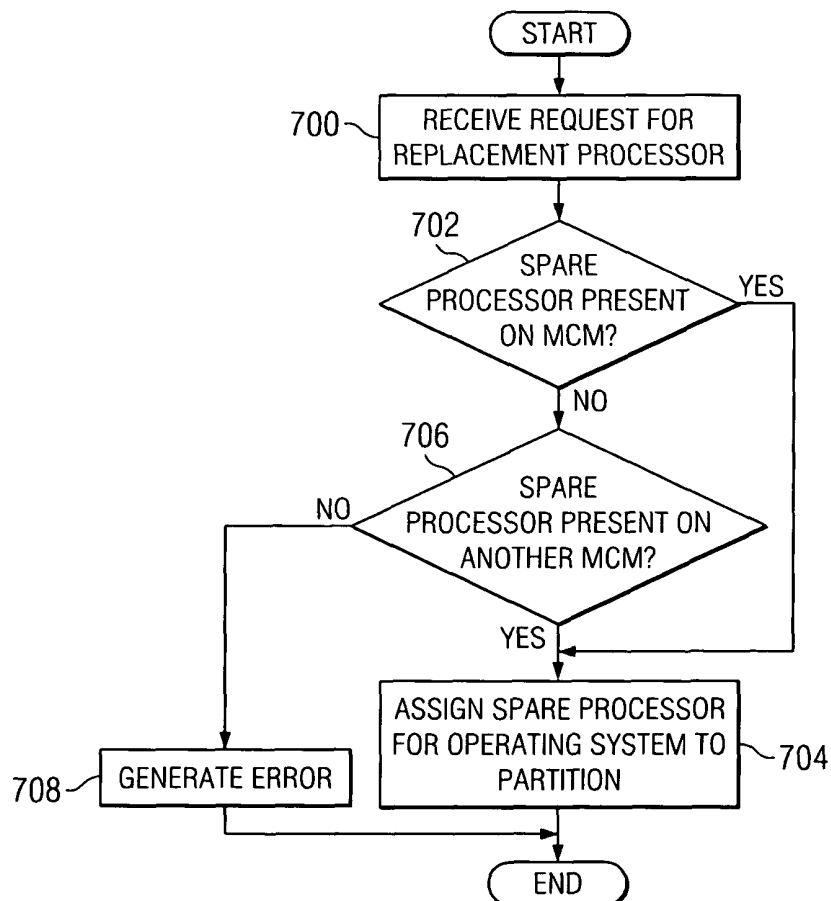 START
700
RECEIVE REQUEST FOR
REPLACEMENT PROCESSOR
702
SPARE
PROCESSOR PRESENT
ON MCM?
YES
NO
706
SPARE
PROCESSOR PRESENT ON
ANOTHER MCM?
NO
YES
ASSIGN SPARE PROCESSOR
FOR OPERATING SYSTEM TO
PARTITION
704
708
GENERATE ERROR
END